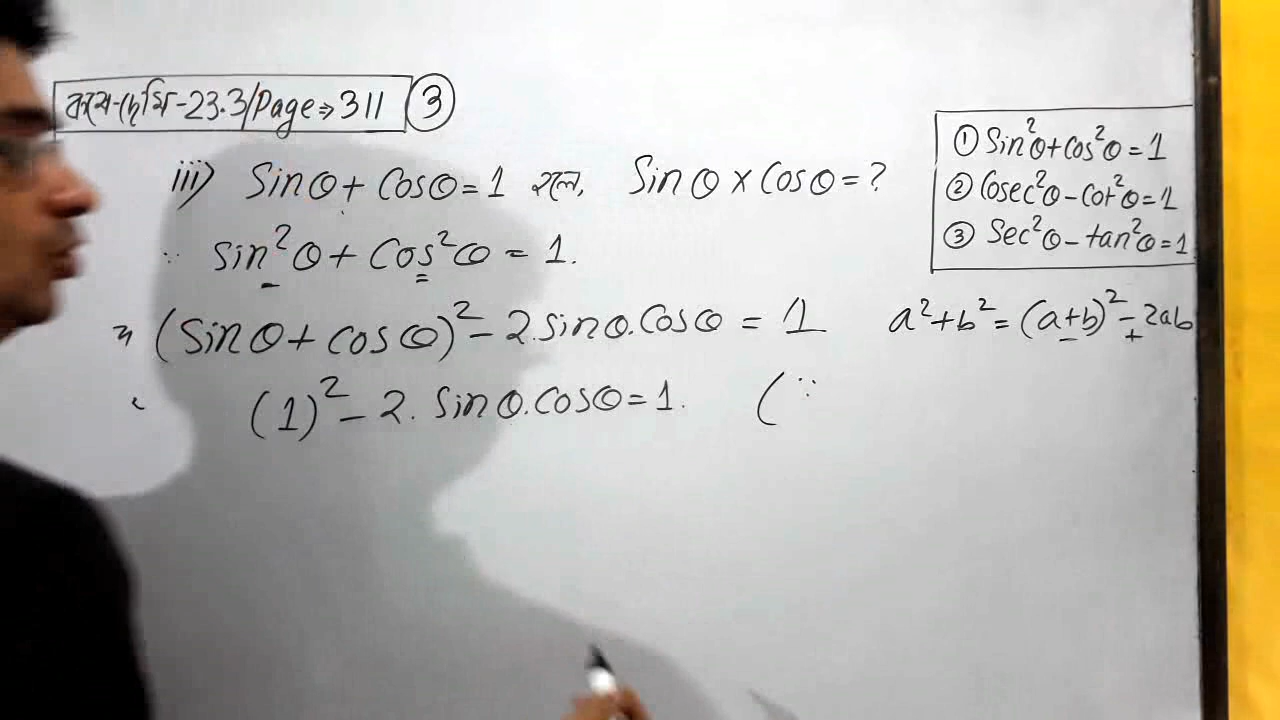 কষে দেখি-23.3/Page⇒311 ③
iii) Sinθ + Cosθ = 1 হলে, Sinθ × Cosθ = ?
∵ Sin²θ + Cos²θ = 1.
(Sinθ + Cosθ)² - 2.Sinθ.Cosθ = 1
(1)² - 2. Sinθ.Cosθ = 1. ( ∵
① Sin²θ + Cos²θ = 1
② Cosec²θ - Cot²θ = 1
③ Sec²θ - tan²θ = 1
a² + b² = (a+b)² - 2ab
- +